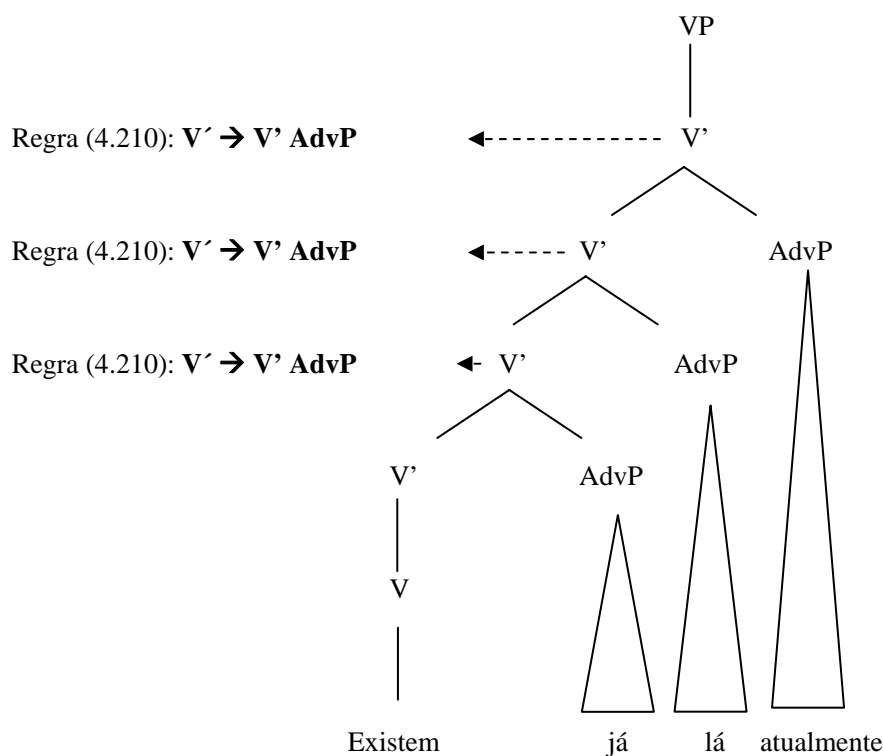 VP
Regra (4.210): V´ → V’ AdvP V’
Regra (4.210): V´ → V’ AdvP V’ AdvP
Regra (4.210): V´ → V’ AdvP V’ AdvP
V’ AdvP
V
Existem já lá atualmente